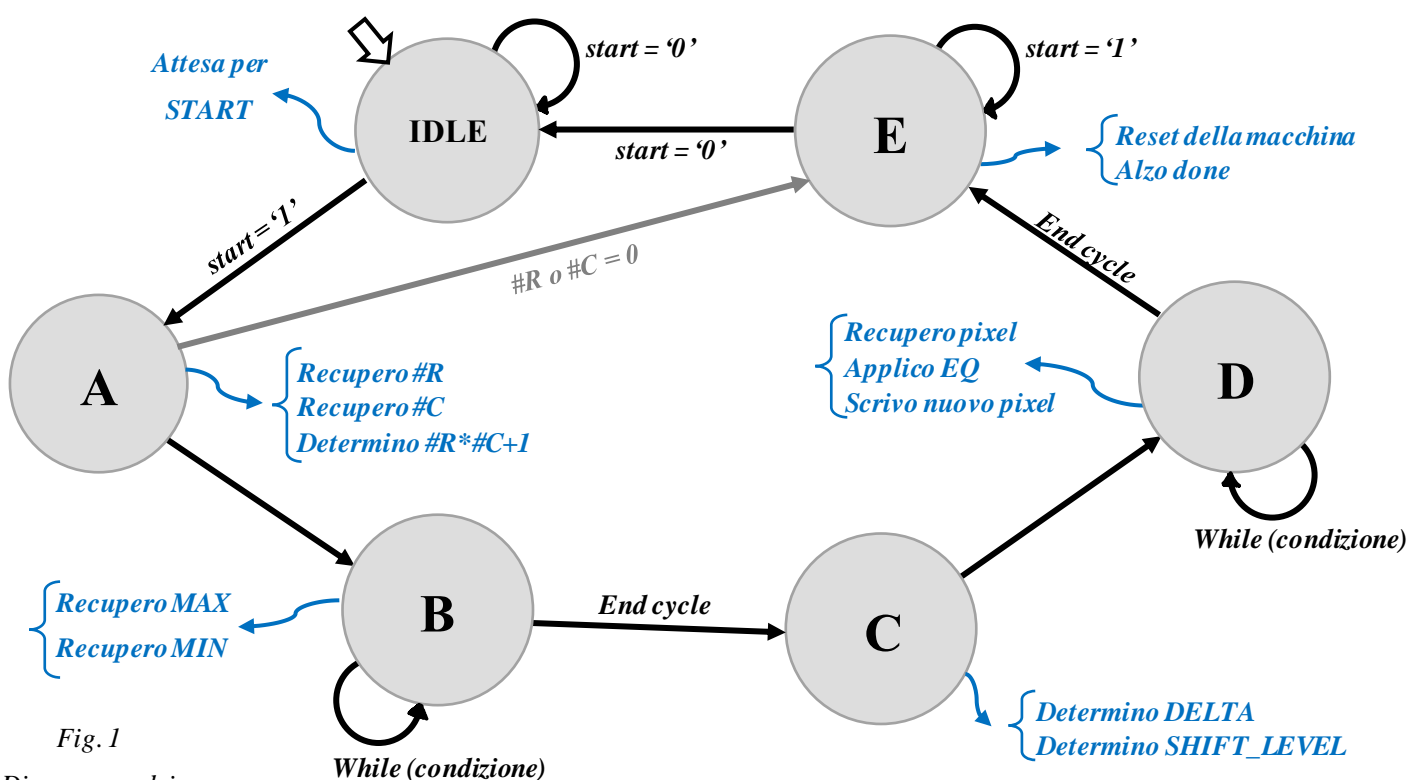 Attesa per
START
IDLE
start = ‘0’
start = ‘0’
E
start = ‘1’
Reset della macchina
Alzo done
start = ‘1’
#R o #C = 0
End cycle
A
Recupero #R
Recupero #C
Determino #R*#C+1
Recupero pixel
Applico EQ
Scrivo nuovo pixel
D
While (condizione)
Recupero MAX
Recupero MIN
B
End cycle
C
While (condizione)
Determino DELTA
Determino SHIFT_LEVEL
Fig. 1